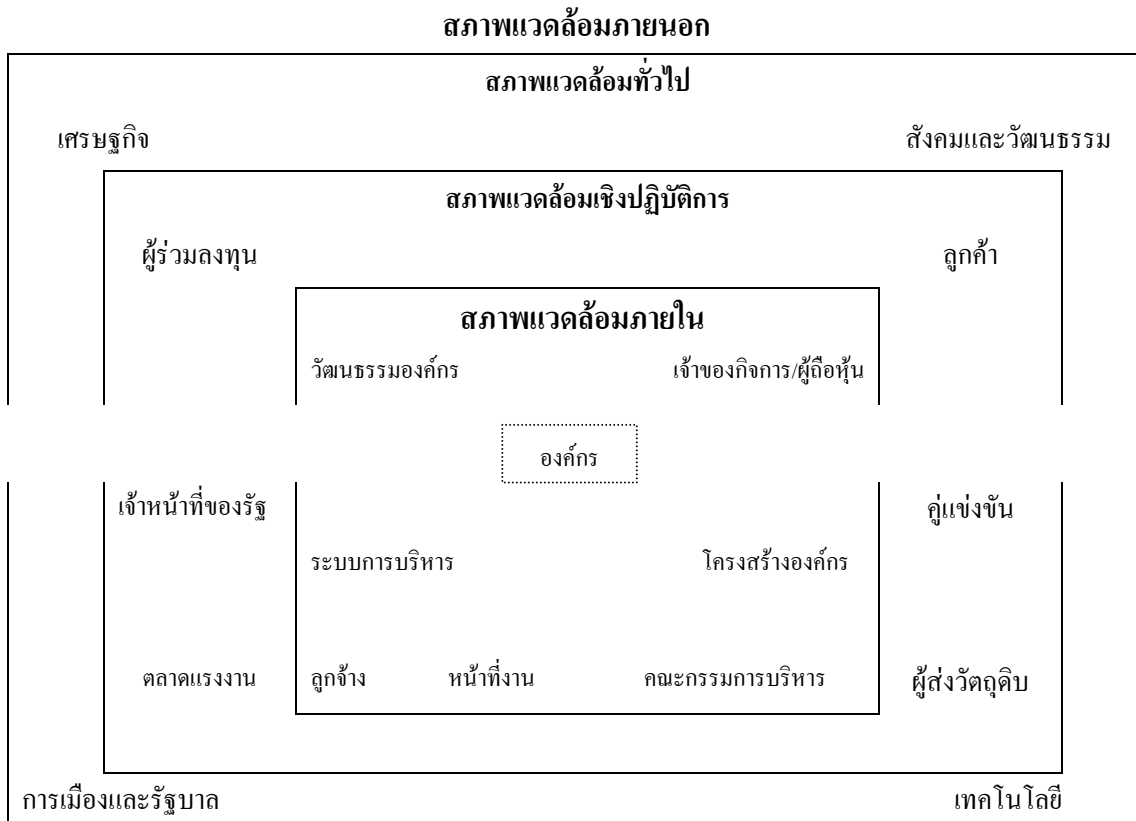 สภาพแวดล้อมภายนอก
สภาพแวดล้อมทั่วไป
เศรษฐกิจ สังคมและวัฒนธรรม
สภาพแวดล้อมเชิงปฏิบัติการ
ผู้ร่วมลงทุน ลูกค้า
สภาพแวดล้อมภายใน
วัฒนธรรมองค์กร เจ้าของกิจการ/ผู้ถือหุ้น
องค์กร
เจ้าหน้าที่ของรัฐ คู่แข่งขัน
ระบบการบริหาร โครงสร้างองค์กร
ตลาดแรงงาน ลูกจ้าง หน้าที่งาน คณะกรรมการบริหาร ผู้ส่งวัตถุดิบ
การเมืองและรัฐบาล เทคโนโลยี